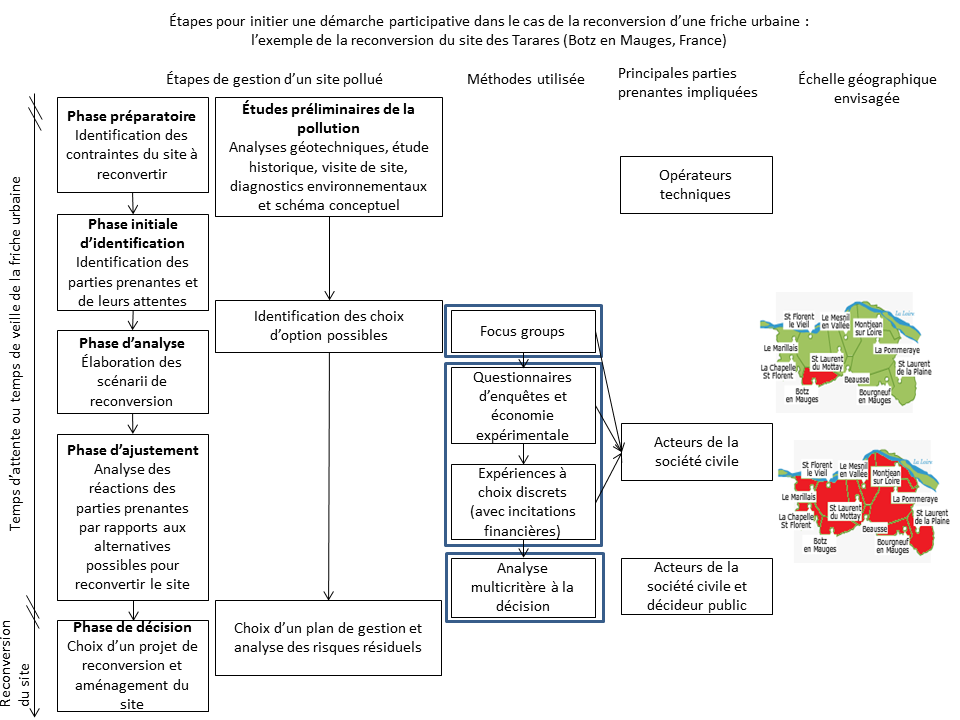 Étapes pour initier une démarche participative dans le cas de la reconversion d’une friche urbaine :
l’exemple de la reconversion du site des Tarares (Botz en Mauges, France)
Étapes de gestion d’un site pollué
Méthodes utilisée
Principales parties
prenantes impliquées
Échelle géographique
envisagée
Temps d’attente ou temps de veille de la friche urbaine
Reconversion
du site
Phase préparatoire
Identification des
contraintes du site à
reconvertir
Phase initiale
d’identification
Identification des
parties prenantes et
de leurs attentes
Phase d’analyse
Élaboration des
scénarii de
reconversion
Phase d’ajustement
Analyse des
réactions des
parties prenantes
par rapports aux
alternatives
possibles pour
reconvertir le site
Phase de décision
Choix d’un projet de
reconversion et
aménagement du
site
Études préliminaires de la
pollution
Analyses géotechniques, étude
historique, visite de site,
diagnostics environnementaux
et schéma conceptuel
Identification des choix
d’option possibles
Choix d’un plan de gestion et
analyse des risques résiduels
Focus groups
Questionnaires
d’enquêtes et
économie
expérimentale
Expériences à
choix discrets
(avec incitations
financières)
Analyse
multicritère à la
décision
Opérateurs
techniques
Acteurs de la
société civile
Acteurs de la
société civile et
décideur public
St Florent
le Vieil
Le Mesnil
en Vallée
Montjean
sur Loire
La Loire
Le Marillais
La Pommeraye
La Chapelle
St Florent
St Laurent
du Mottay
St Laurent
de la Plaine
Beausse
Botz
en Mauges
Bourgneuf
en Mauges
St Florent
le Vieil
Le Mesnil
en Vallée
Montjean
sur Loire
La Loire
Le Marillais
La Pommeraye
La Chapelle
St Florent
St Laurent
du Mottay
St Laurent
de la Plaine
Beausse
Botz
en Mauges
Bourgneuf
en Mauges